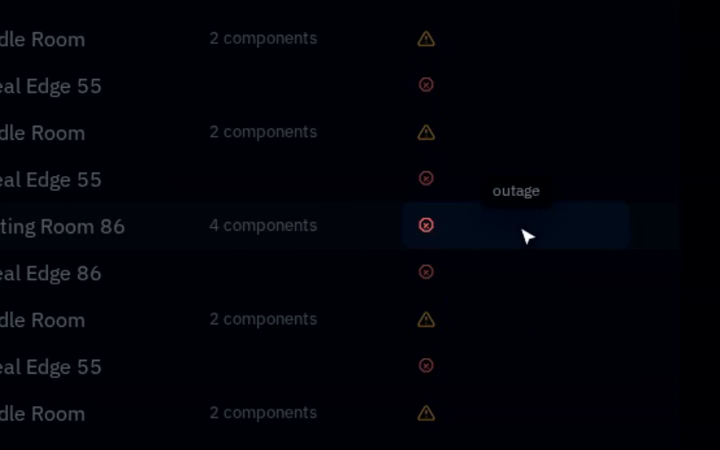 dle Room 2 components
eal Edge 55
dle Room 2 components
eal Edge 55
outage
ting Room 86 4 components
eal Edge 86
dle Room 2 components
eal Edge 55
dle Room 2 components